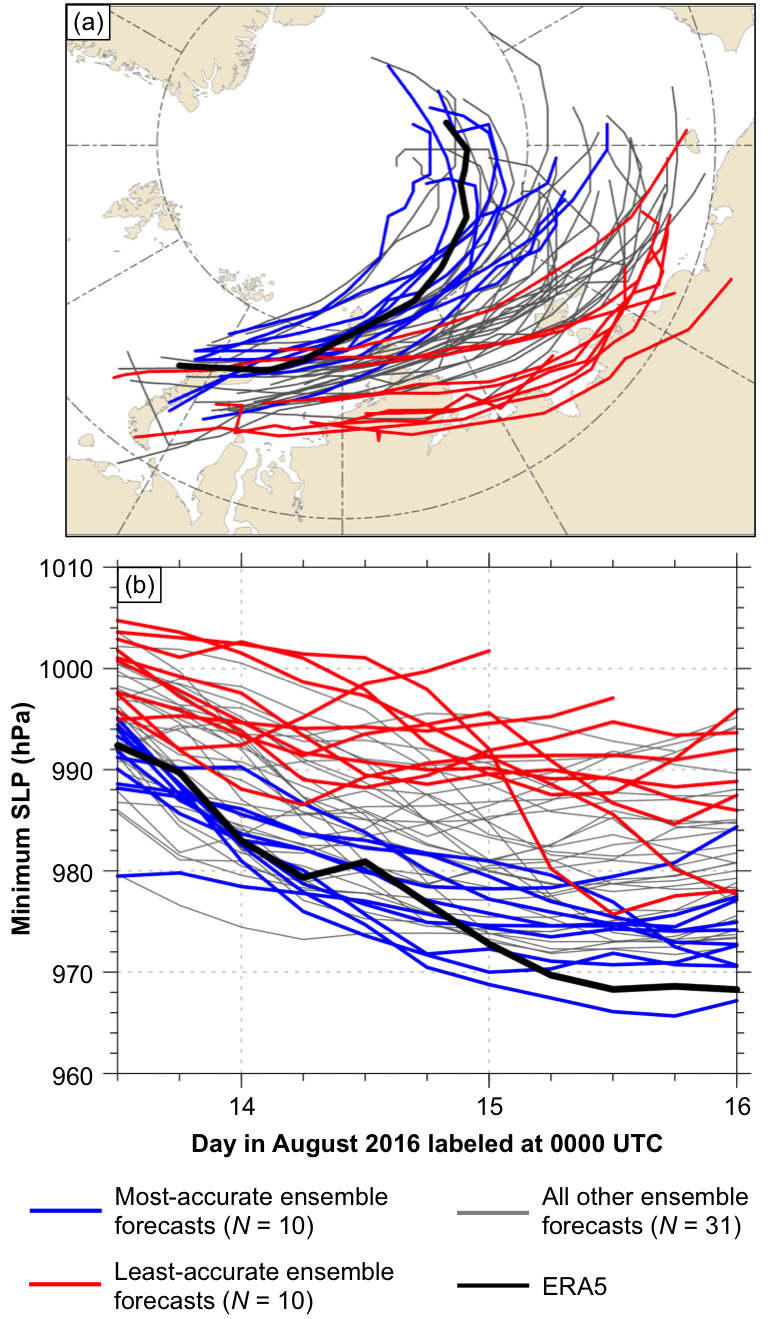 (a)
(b)
1010
1000
990
980
970
960
Minimum SLP (hPa)
14
15
16
Day in August 2016 labeled at 0000 UTC
Most-accurate ensemble
forecasts (N = 10)
All other ensemble
forecasts (N = 31)
Least-accurate ensemble
forecasts (N = 10)
ERA5